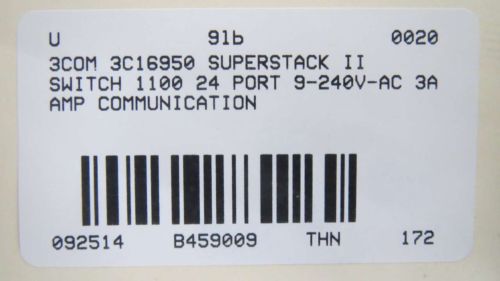 U 9lb 0020
3COM 3C16950 SUPERSTACK II
SWITCH 1100 24 PORT 9-240V-AC 3A
AMP COMMUNICATION
092514 B459009 THN 172